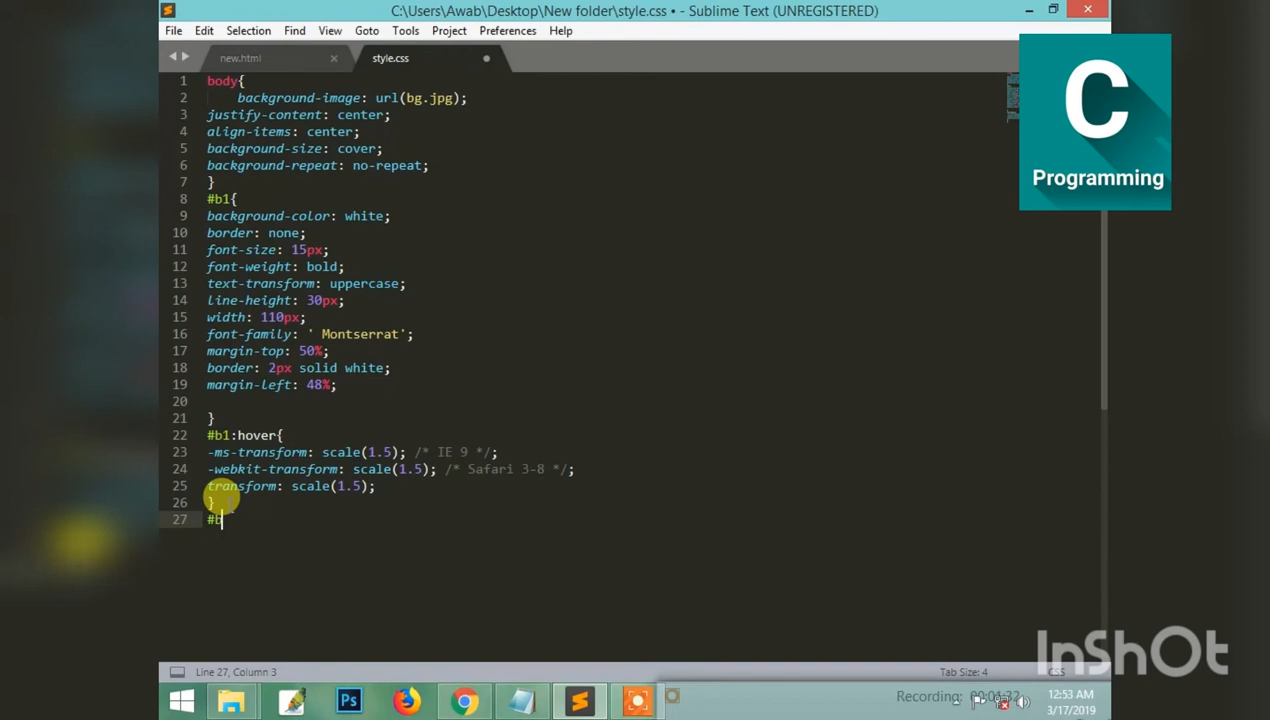 C:\Users\Awab\Desktop\New folder\style.css • - Sublime Text (UNREGISTERED)
File Edit Selection Find View Goto Tools Project Preferences Help
new.html
style.css
1 body{
2 background-image: url(bg.jpg);
3 justify-content: center;
4 align-items: center;
5 background-size: cover;
6 background-repeat: no-repeat;
7 }
8 #b1{
9 background-color: white;
10 border: none;
11 font-size: 15px;
12 font-weight: bold;
13 text-transform: uppercase;
14 line-height: 30px;
15 width: 110px;
16 font-family: ' Montserrat';
17 margin-top: 50%;
18 border: 2px solid white;
19 margin-left: 48%;
20
21 }
22 #b1:hover{
23 -ms-transform: scale(1.5); /* IE 9 */;
24 -webkit-transform: scale(1.5); /* Safari 3-8 */;
25 transform: scale(1.5);
26 }
27 #b
C
Programming
InShOt
Line 27, Column 3
Tab Size: 4
CSS
Ps
Recording: 00:01:32
12:53 AM
3/17/2019